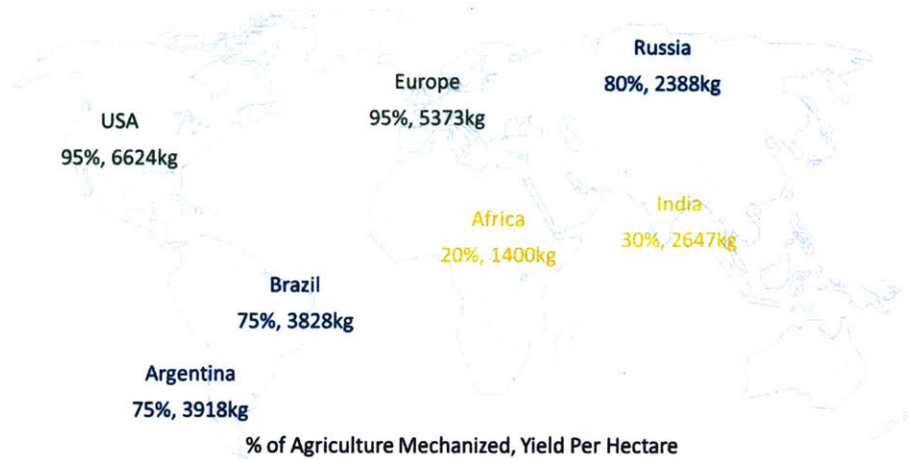 Russia
80%, 2388kg
Europe
95%, 5373kg
USA
95%, 6624kg
India
30%, 2647kg
Africa
20%, 1400kg
Brazil
75%, 3828kg
Argentina
75%, 3918kg
% of Agriculture Mechanized, Yield Per Hectare